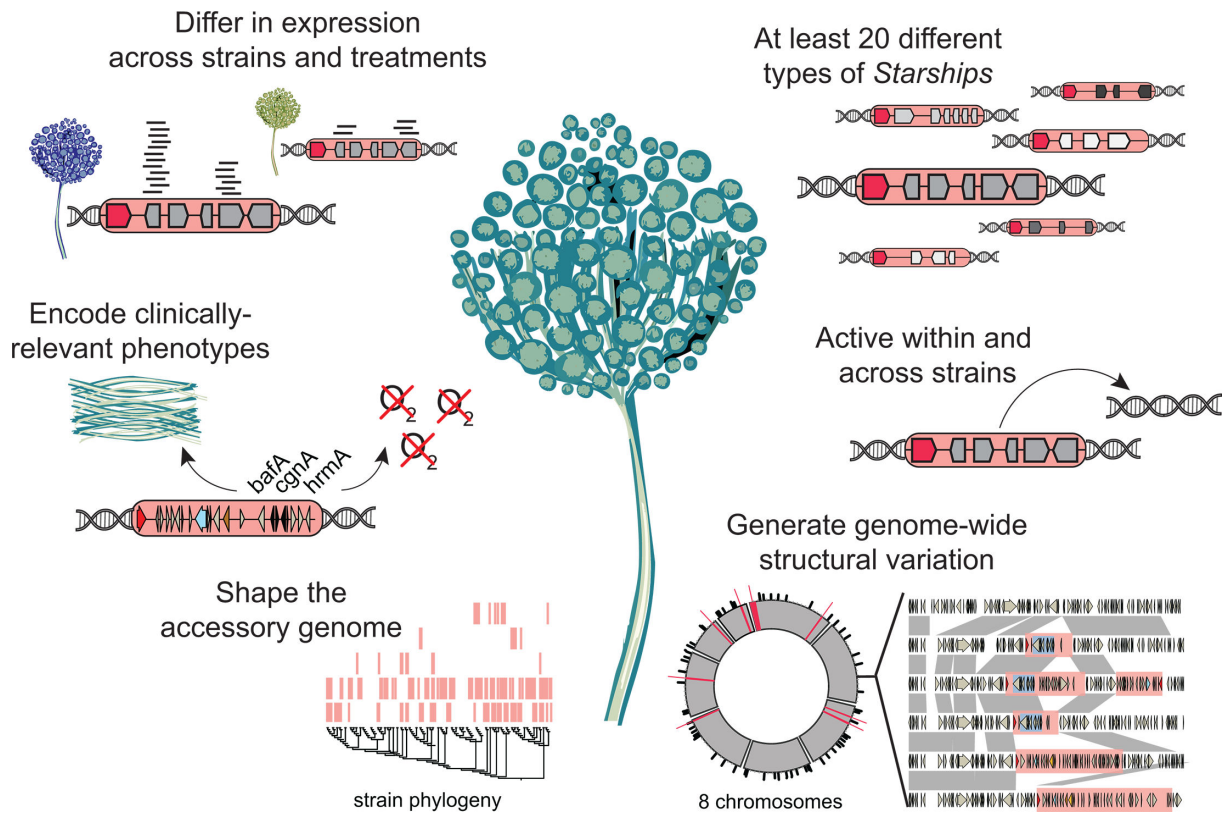 Differ in expression
across strains and treatments
At least 20 different
types of Starships
Encode clinically-
relevant phenotypes
O2
O2
O2
bafA
cgnA
hrmA
Active within and
across strains
Shape the
accessory genome
strain phylogeny
Generate genome-wide
structural variation
8 chromosomes